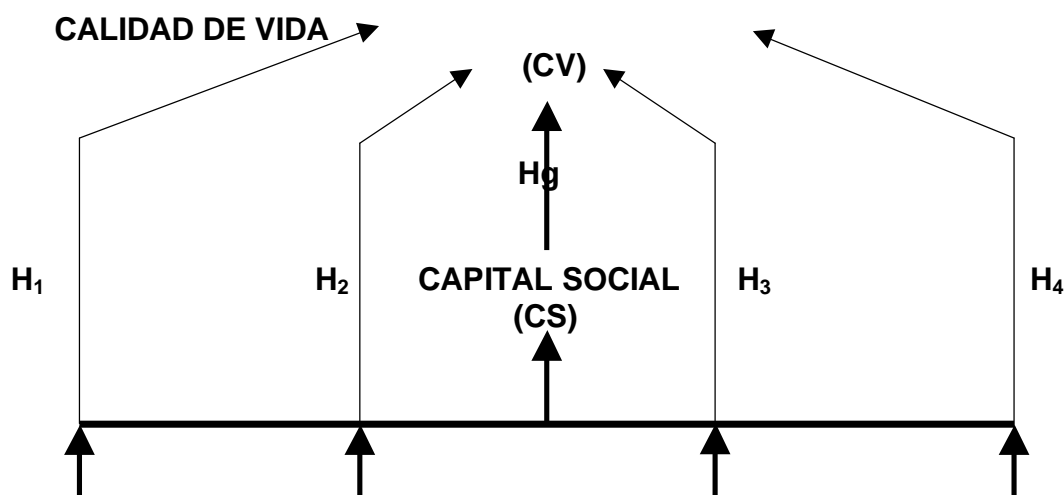 CALIDAD DE VIDA
(CV)
Hg
H₁
H₂
CAPITAL SOCIAL
(CS)
H₃
H₄